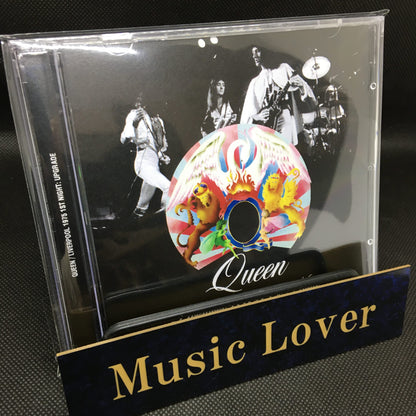 QUEEN / LIVERPOOL 1975 1ST NIGHT: UPGRADE
Queen
Music Lover